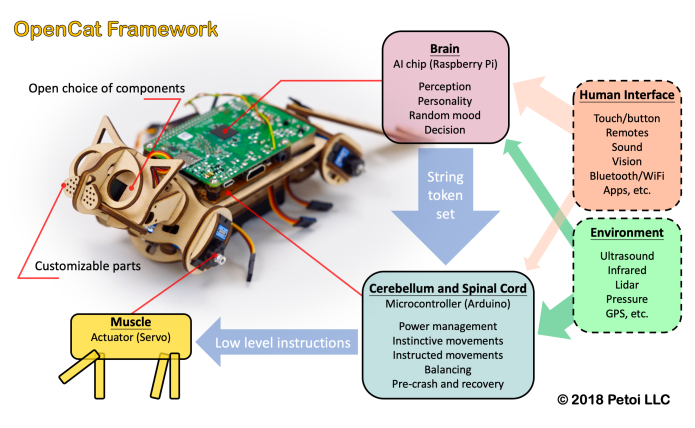 OpenCat Framework
Open choice of components
Customizable parts
Brain
AI chip (Raspberry Pi)
Perception
Personality
Random mood
Decision
Human Interface
Touch/button
Remotes
Sound
Vision
Bluetooth/WiFi
Apps, etc.
String
token
set
Environment
Ultrasound
Infrared
Lidar
Pressure
GPS, etc.
Cerebellum and Spinal Cord
Microcontroller (Arduino)
Power management
Instinctive movements
Instructed movements
Balancing
Pre-crash and recovery
Low level instructions
Muscle
Actuator (Servo)
© 2018 Petoi LLC